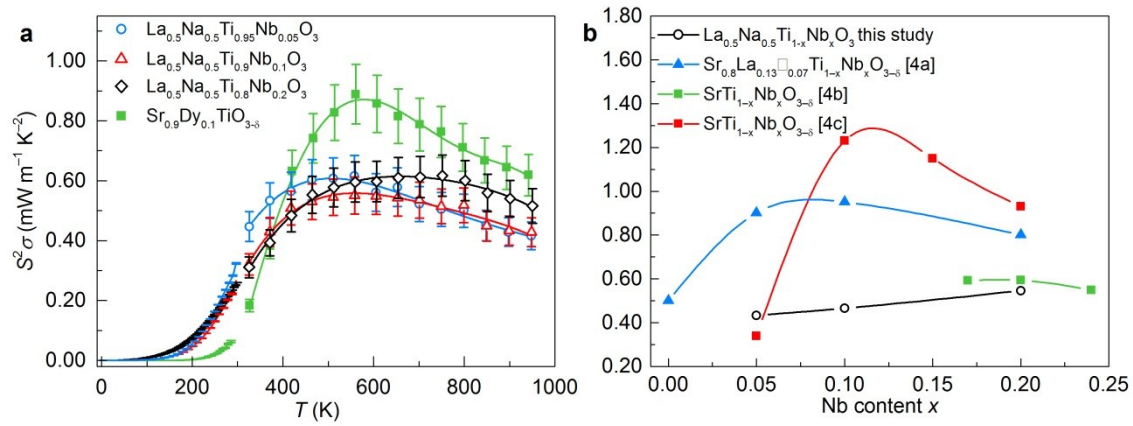 a
La₀.₅Na₀.₅Ti₀.₉₅Nb₀.₀₅O₃
La₀.₅Na₀.₅Ti₀.₉Nb₀.₁O₃
La₀.₅Na₀.₅Ti₀.₈Nb₀.₂O₃
Sr₀.₉Dy₀.₁TiO₃₋δ
S²σ (mW m⁻¹ K⁻²)
1.00
0.80
0.60
0.40
0.20
0.00
0 200 400 600 800 1000
T (K)
b
La₀.₅Na₀.₅Ti₁₋ₓNbₓO₃ this study
Sr₀.₈La₀.₁₃□₀.₀₇Ti₁₋ₓNbₓO₃₋δ [4a]
SrTi₁₋ₓNbₓO₃₋δ [4b]
SrTi₁₋ₓNbₓO₃₋δ [4c]
1.80
1.60
1.40
1.20
1.00
0.80
0.60
0.40
0.20
0.00 0.05 0.10 0.15 0.20 0.25
Nb content x